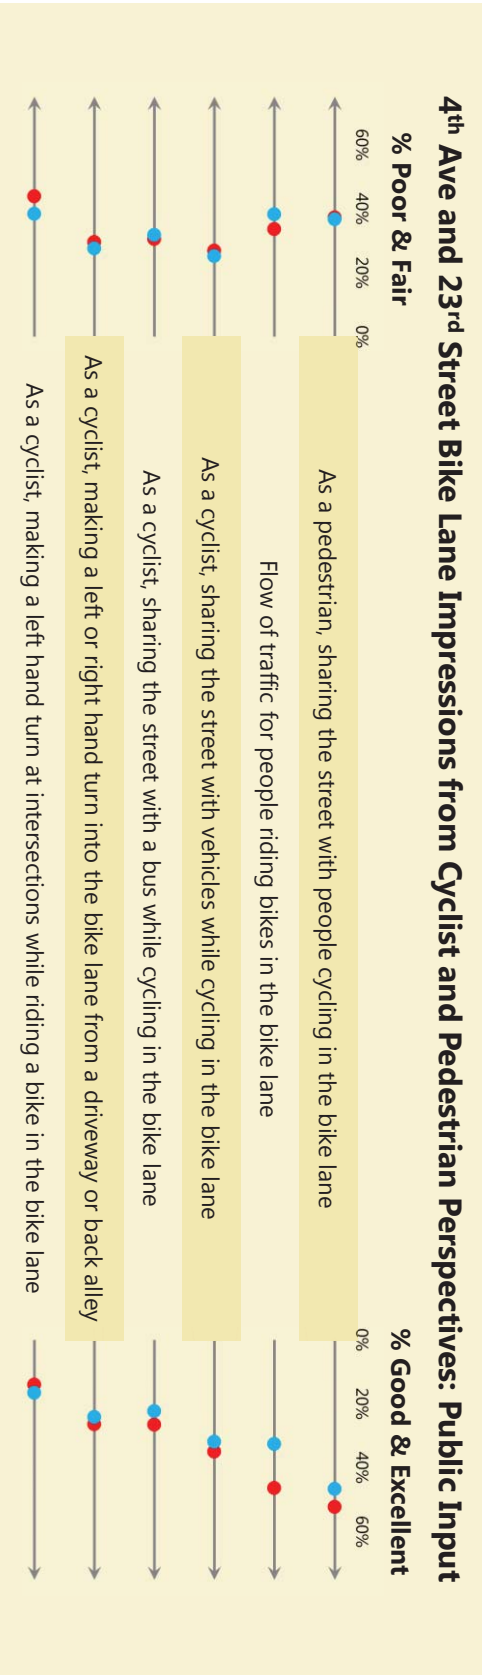 4th Ave and 23rd Street Bike Lane Impressions from Cyclist and Pedestrian Perspectives: Public Input
% Poor & Fair
% Good & Excellent
60% 40% 20% 0%
0% 20% 40% 60%
As a pedestrian, sharing the street with people cycling in the bike lane
Flow of traffic for people riding bikes in the bike lane
As a cyclist, sharing the street with vehicles while cycling in the bike lane
As a cyclist, sharing the street with a bus while cycling in the bike lane
As a cyclist, making a left or right hand turn into the bike lane from a driveway or back alley
As a cyclist, making a left hand turn at intersections while riding a bike in the bike lane